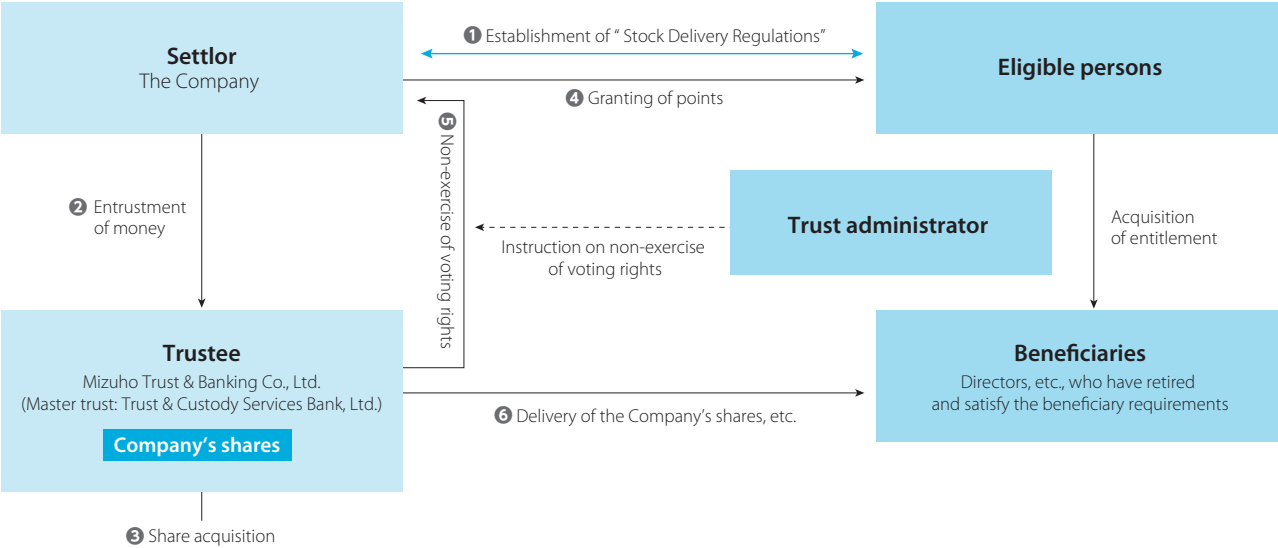 Settlor
The Company
❶ Establishment of “ Stock Delivery Regulations”
Eligible persons
❹ Granting of points
❺ Non-exercise of voting rights
❷ Entrustment
of money
Trust administrator
Instruction on non-exercise
of voting rights
Acquisition
of entitlement
Trustee
Mizuho Trust & Banking Co., Ltd.
(Master trust: Trust & Custody Services Bank, Ltd.)
Company’s shares
❻ Delivery of the Company’s shares, etc.
Beneficiaries
Directors, etc., who have retired
and satisfy the beneficiary requirements
❸ Share acquisition